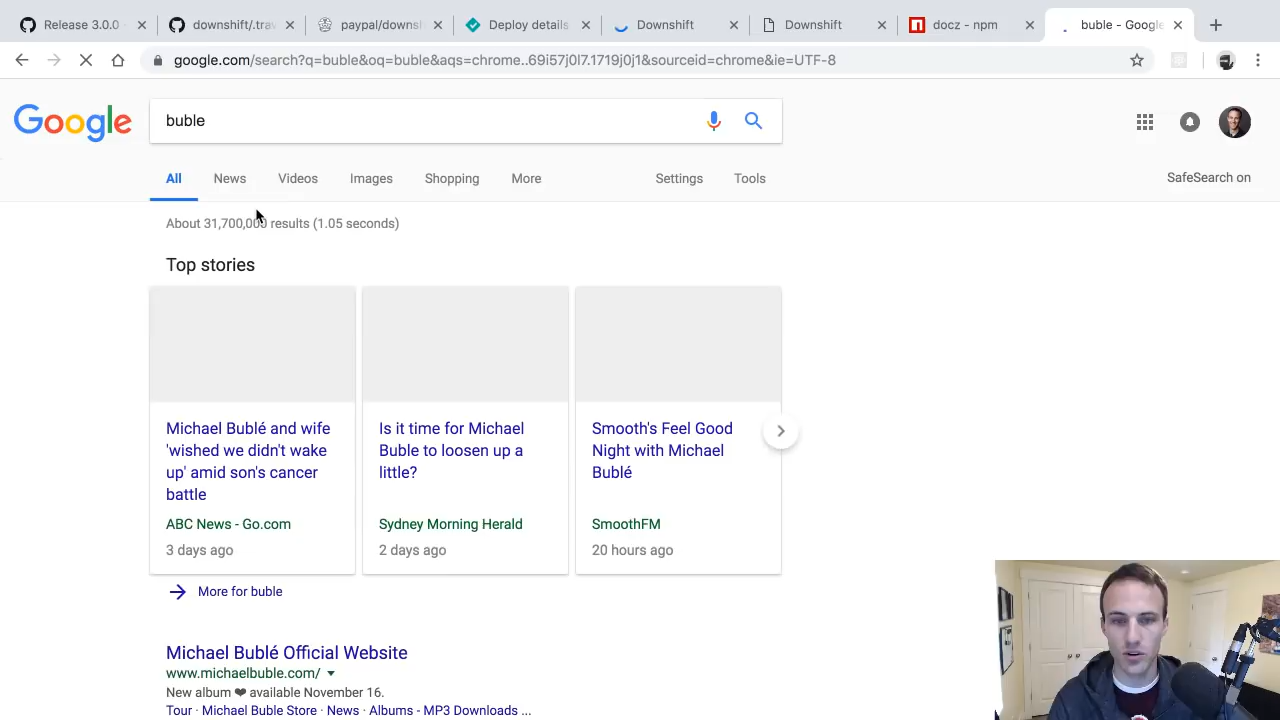 Release 3.0.0
downshift/.trav
paypal/downsh
Deploy details
Downshift
Downshift
docz - npm
buble - Google
google.com/search?q=buble&oq=buble&aqs=chrome..69i57j0l7.1719j0j1&sourceid=chrome&ie=UTF-8
Google
buble
All
News
Videos
Images
Shopping
More
Settings
Tools
SafeSearch on
About 31,700,000 results (1.05 seconds)
Top stories
Michael Bublé and wife
'wished we didn't wake
up' amid son's cancer
battle
ABC News - Go.com
3 days ago
Is it time for Michael
Buble to loosen up a
little?
Sydney Morning Herald
2 days ago
Smooth's Feel Good
Night with Michael
Bublé
SmoothFM
20 hours ago
More for buble
Michael Bublé Official Website
www.michaelbuble.com/
New album ❤ available November 16.
Tour · Michael Buble Store · News · Albums - MP3 Downloads ...